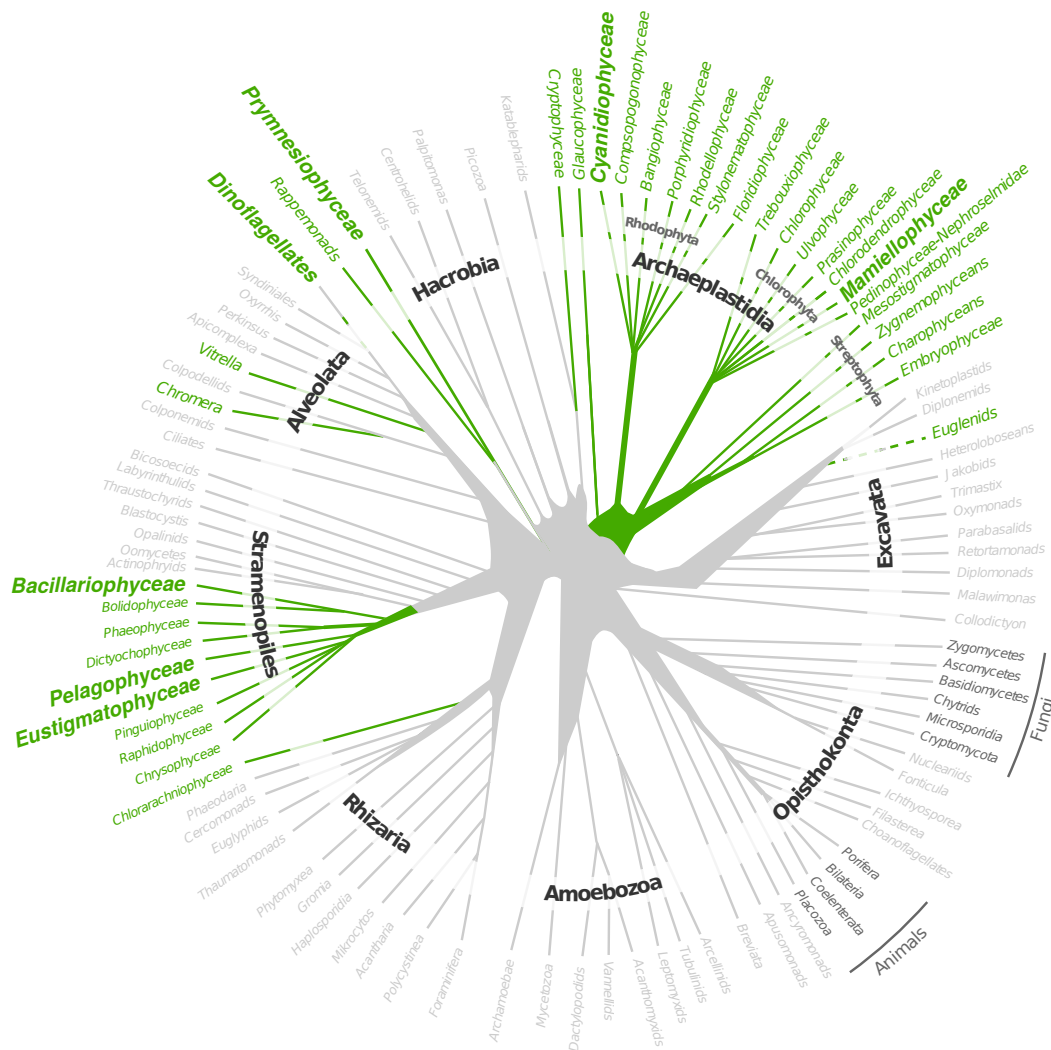 Cryptophyceae
Glaucophyceae
Cyanidiophyceae
Compsopogonophyceae
Bangiophyceae
Porphyridiophyceae
Rhodellophyceae
Stylonematophyceae
Floridiophyceae
Trebouxiophyceae
Chlorophyceae
Ulvophyceae
Prasinophyceae
Chlorodendrophyceae
Mamiellophyceae
Pedinophyceae-Nephroselmidae
Mesostigmatophyceae
Zygnemophyceans
Charophyceans
Embryophyceae
Rhodophyta
Chlorophyta
Streptophyta
Archaeplastidia
Kinetoplastids
Diplonemids
Euglenids
Heteroloboseans
Jakobids
Trimastix
Oxymonads
Parabasalids
Retortamonads
Diplomonads
Malawimonas
Collodictyon
Excavata
Zygomycetes
Ascomycetes
Basidiomycetes
Chytrids
Microsporidia
Cryptomycota
Fungi
Nucleariids
Fonticula
Ichthyosporea
Filasterea
Choanoflagellates
Opisthokonta
Porifera
Bilateria
Coelenterata
Placozoa
Animals
Ancyromonads
Apusomonads
Breviata
Arcellinids
Tubulinids
Leptomyxids
Acanthomyxids
Vannellids
Dactylopodids
Mycetozoa
Archamoebae
Amoebozoa
Foraminifera
Polycystinea
Acantharia
Mikrocytos
Haplosporidia
Gromia
Phytomyxea
Thaumatomonads
Euglyphids
Cercomonads
Phaeodaria
Chlorarachniophyceae
Rhizaria
Chrysophyceae
Raphidophyceae
Pinguiophyceae
Eustigmatophyceae
Pelagophyceae
Dictyochophyceae
Phaeophyceae
Bolidophyceae
Bacillariophyceae
Actinophryids
Oomycetes
Opalinids
Blastocystis
Thraustochyrids
Labyrinthulids
Bicosoecids
Stramenopiles
Ciliates
Colponemids
Chromera
Colpodellids
Vitrella
Apicomplexa
Perkinsus
Oxyrrhis
Syndiniales
Dinoflagellates
Alveolata
Rappemonads
Prymnesiophyceae
Telonemids
Centrohelids
Palpitomonas
Picozoa
Katablepharids
Hacrobia